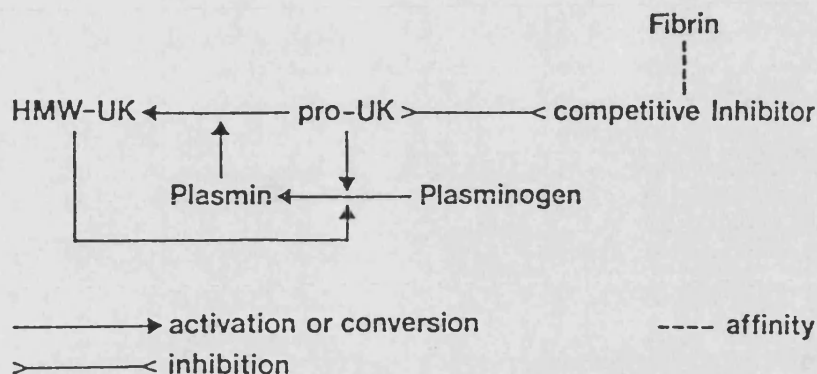 Fibrin
HMW-UK pro-UK competitive Inhibitor
Plasmin Plasminogen
activation or conversion affinity
inhibition